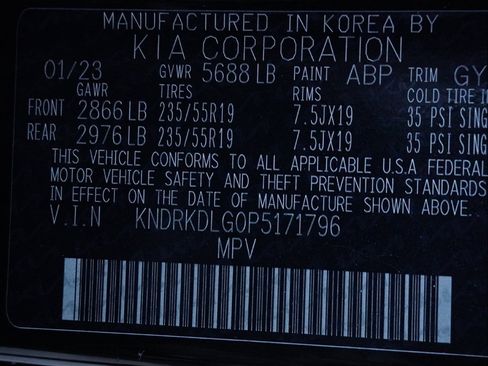 MANUFACTURED IN KOREA BY
KIA CORPORATION
01/23 GVWR 5688 LB PAINT ABP TRIM GY
GAWR TIRES RIMS COLD TIRE
FRONT 2866 LB 235/55R19 7.5JX19 35 PSI SING
REAR 2976 LB 235/55R19 7.5JX19 35 PSI SING
THIS VEHICLE CONFORMS TO ALL APPLICABLE U.S.A FEDERAL
MOTOR VEHICLE SAFETY AND THEFT PREVENTION STANDARDS
IN EFFECT ON THE DATE OF MANUFACTURE SHOWN ABOVE.
V.I.N KNDRKDLG0P5171796
MPV